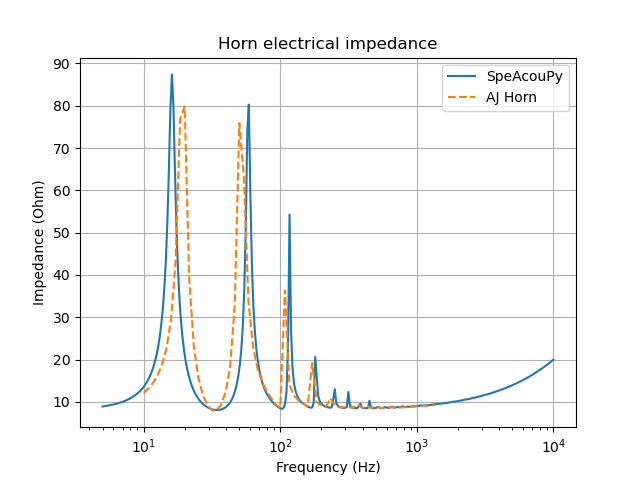 Horn electrical impedance
SpeAcouPy
AJ Horn
Impedance (Ohm)
90
80
70
60
50
40
30
20
10
10¹
10²
10³
10⁴
Frequency (Hz)